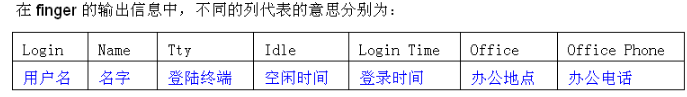 在 finger 的输出信息中，不同的列代表的意思分别为：
Login Name Tty Idle Login Time Office Office Phone
用户名 名字 登陆终端 空闲时间 登录时间 办公地点 办公电话